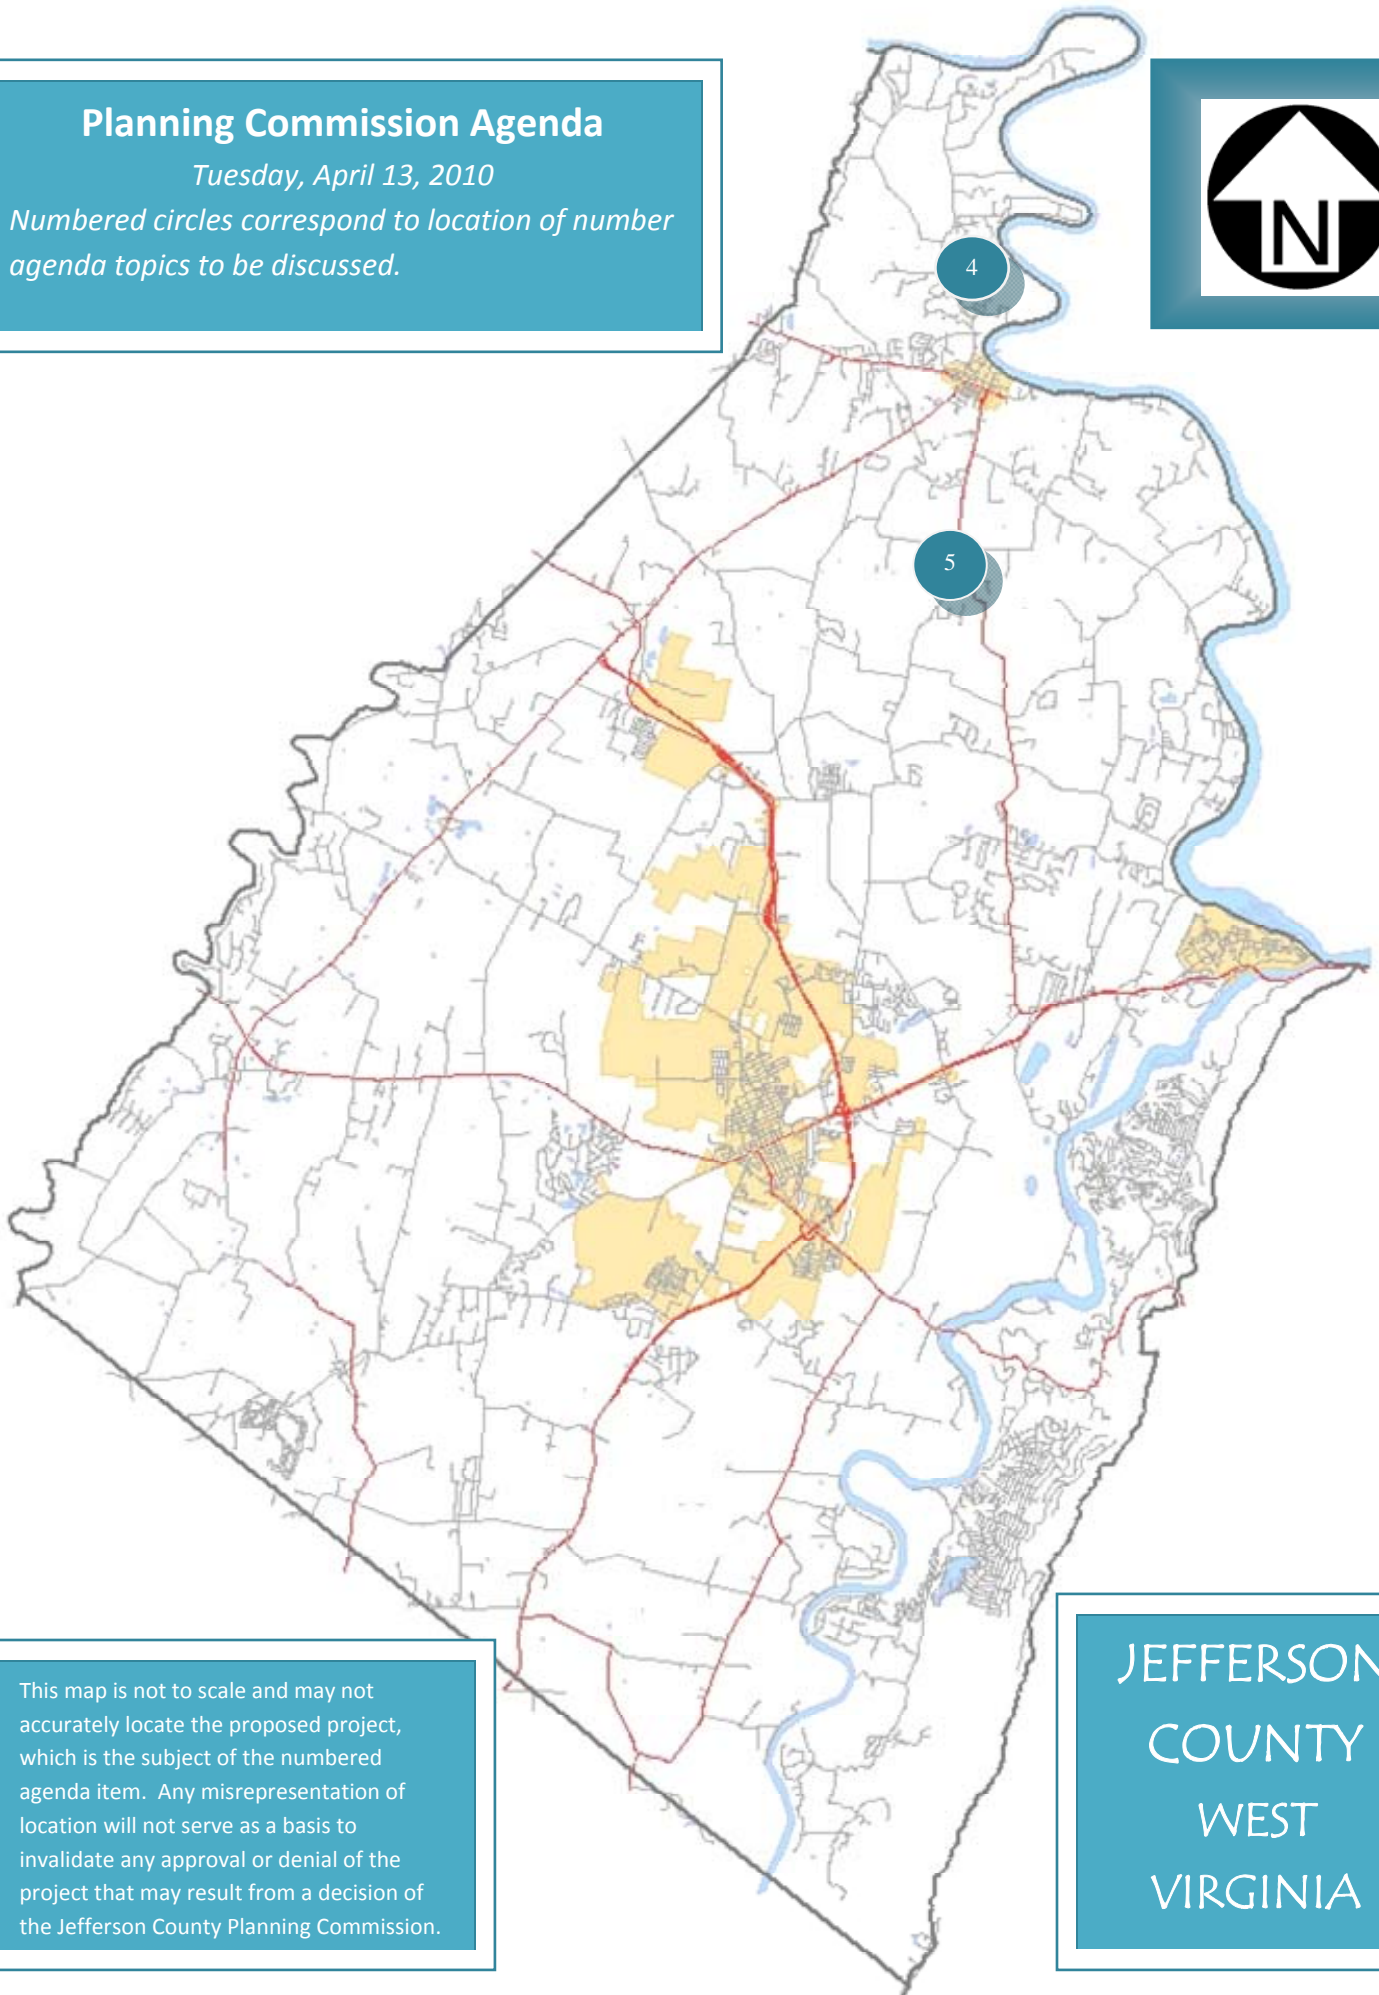 Planning Commission Agenda
Tuesday, April 13, 2010
Numbered circles correspond to location of number
agenda topics to be discussed.
N
4
5
This map is not to scale and may not
accurately locate the proposed project,
which is the subject of the numbered
agenda item. Any misrepresentation of
location will not serve as a basis to
invalidate any approval or denial of the
project that may result from a decision of
the Jefferson County Planning Commission.
JEFFERSON
COUNTY
WEST
VIRGINIA